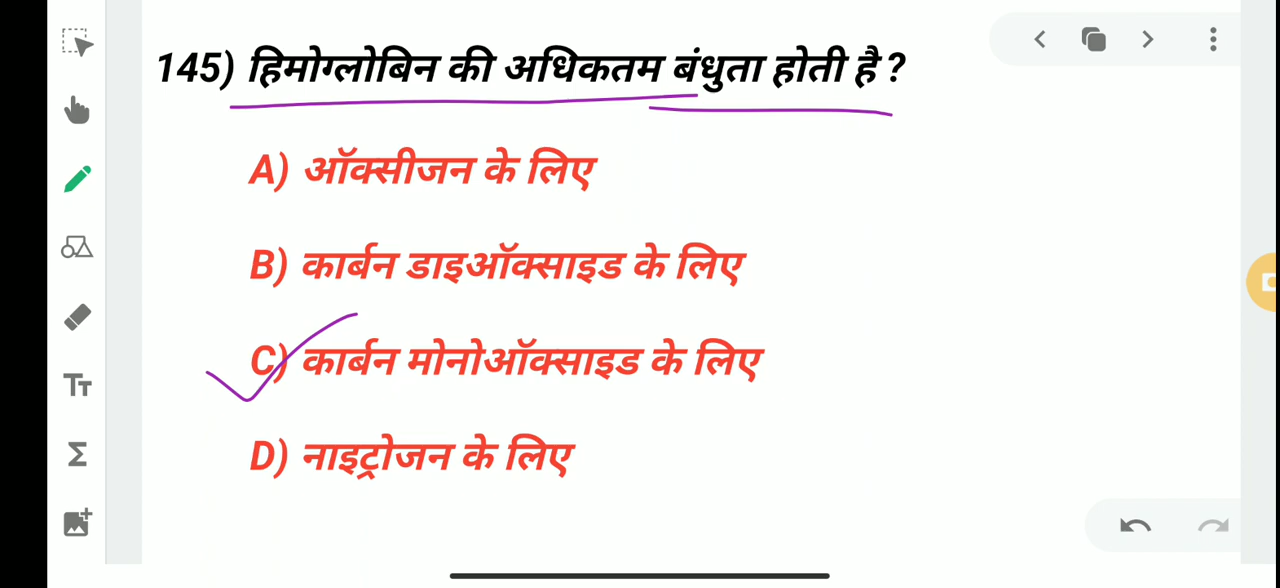 145) हिमोग्लोबिन की अधिकतम बंधुता होती है ?
A) ऑक्सीजन के लिए
B) कार्बन डाइऑक्साइड के लिए
C) कार्बन मोनोऑक्साइड के लिए
D) नाइट्रोजन के लिए